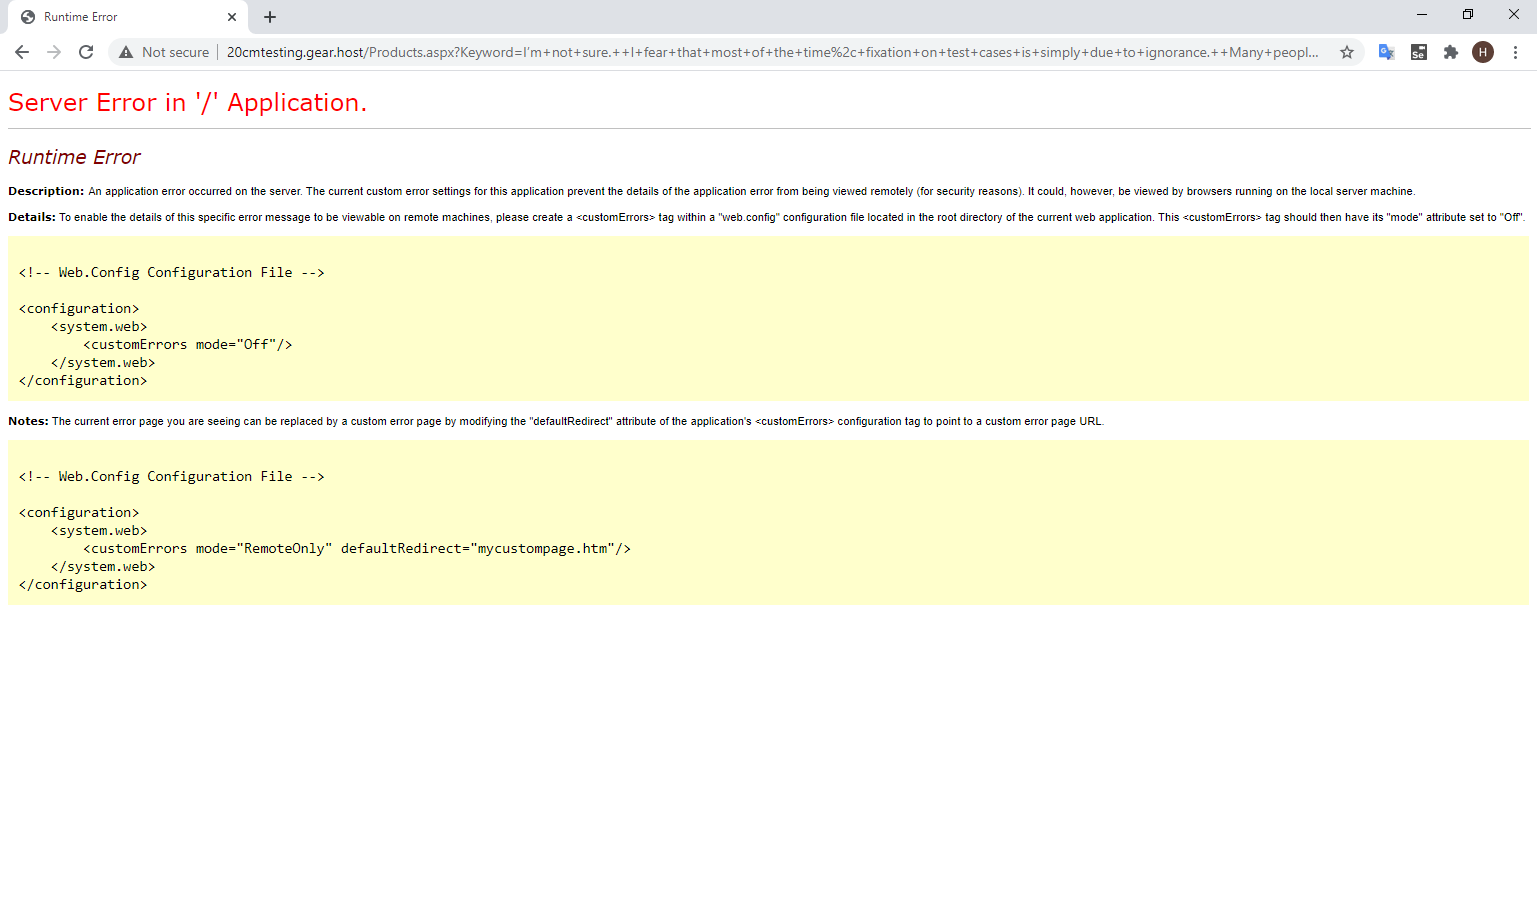 Runtime Error
Not secure
20cmtesting.gear.host/Products.aspx?Keyword=I'm+not+sure.++I+fear+that+most+of+the+time%2c+fixation+on+test+cases+is+simply+due+to+ignorance.++Many+peopl...
Se
H
Server Error in '/' Application.
Runtime Error
Description: An application error occurred on the server. The current custom error settings for this application prevent the details of the application error from being viewed remotely (for security reasons). It could, however, be viewed by browsers running on the local server machine.
Details: To enable the details of this specific error message to be viewable on remote machines, please create a <customErrors> tag within a "web.config" configuration file located in the root directory of the current web application. This <customErrors> tag should then have its "mode" attribute set to "Off".
<!-- Web.Config Configuration File -->
<configuration>
    <system.web>
        <customErrors mode="Off"/>
    </system.web>
</configuration>
Notes: The current error page you are seeing can be replaced by a custom error page by modifying the "defaultRedirect" attribute of the application's <customErrors> configuration tag to point to a custom error page URL.
<!-- Web.Config Configuration File -->
<configuration>
    <system.web>
        <customErrors mode="RemoteOnly" defaultRedirect="mycustompage.htm"/>
    </system.web>
</configuration>